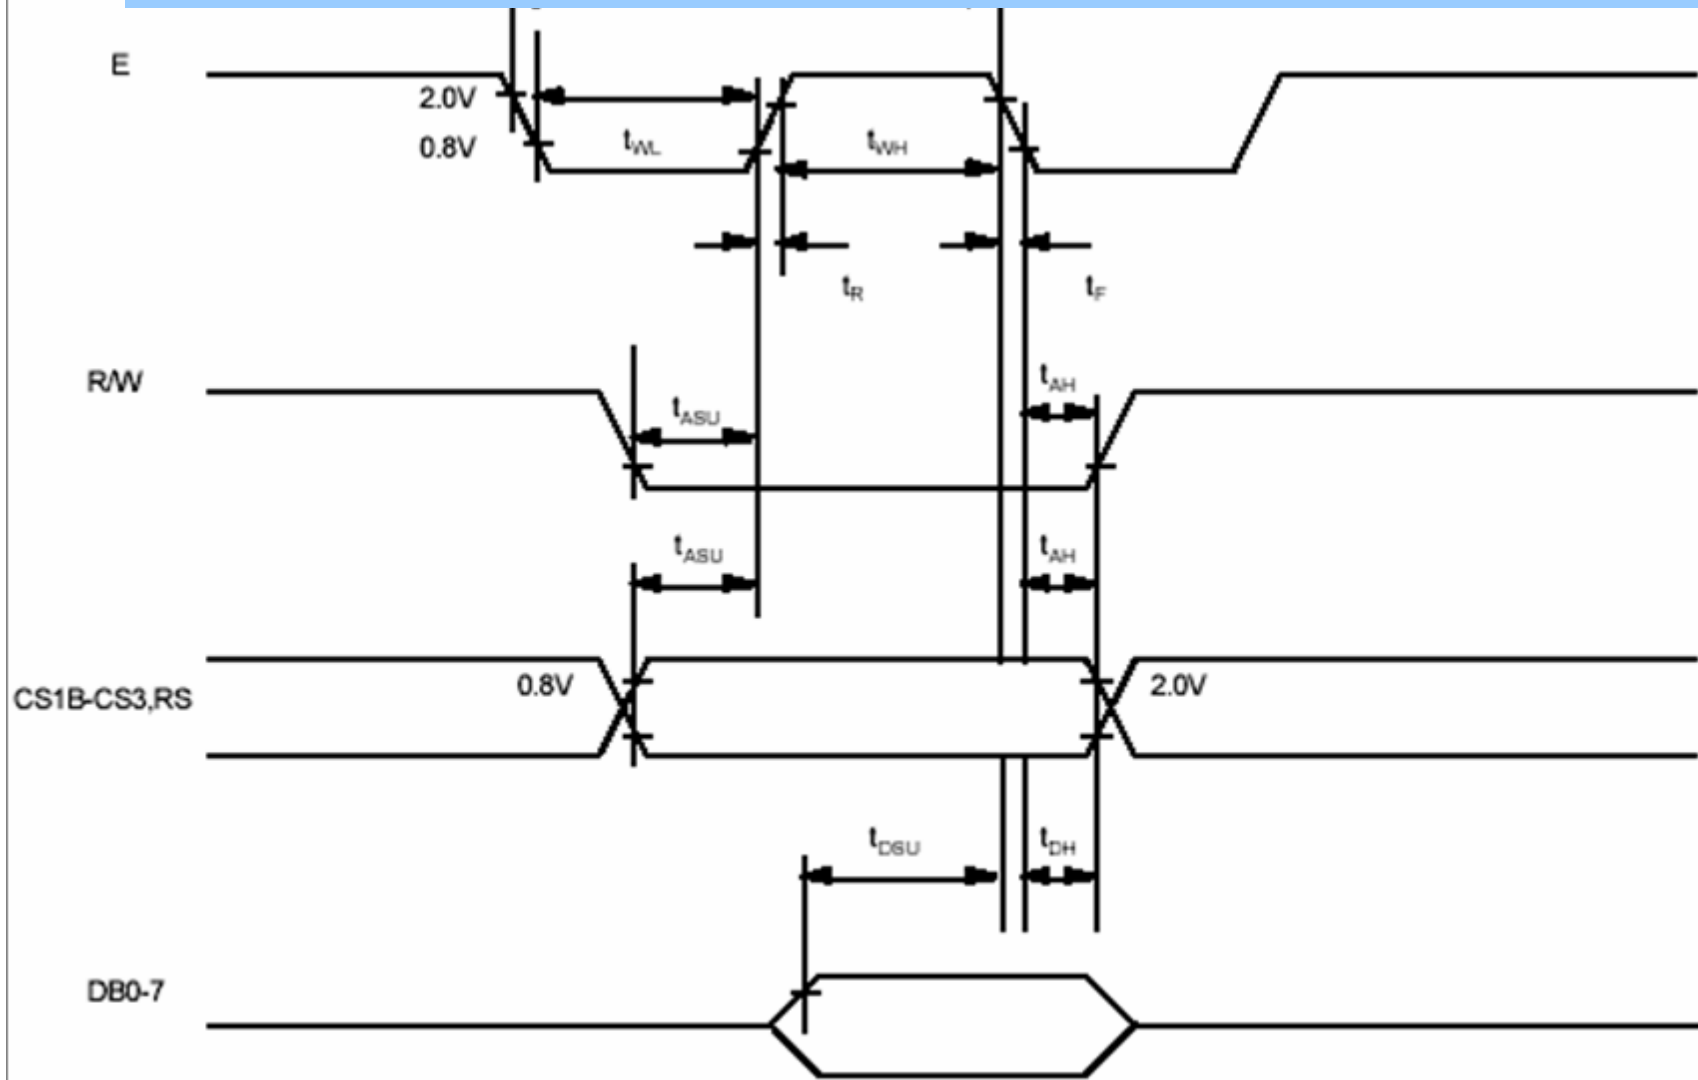 E
2.0V
0.8V
tWL
tWH
tR
tF
R/W
tASU
tAH
tASU
tAH
CS1B-CS3,RS
0.8V
2.0V
tDSU
tDH
DB0-7